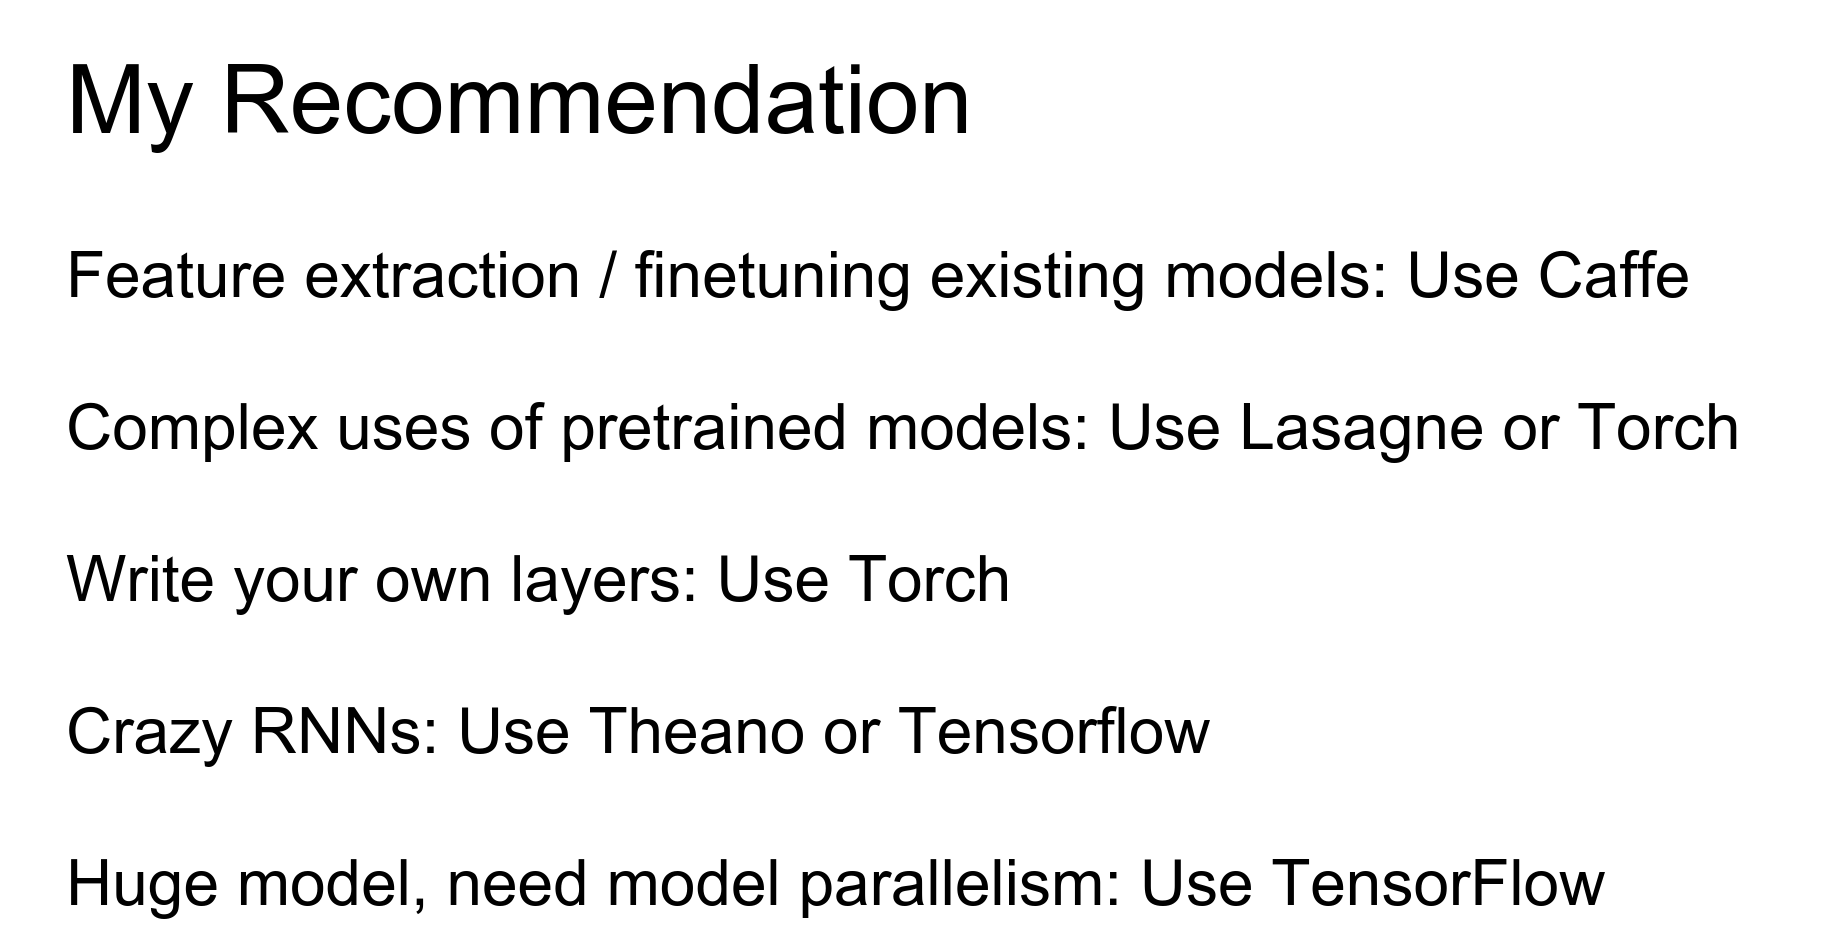 My Recommendation
Feature extraction / finetuning existing models: Use Caffe
Complex uses of pretrained models: Use Lasagne or Torch
Write your own layers: Use Torch
Crazy RNNs: Use Theano or Tensorflow
Huge model, need model parallelism: Use TensorFlow